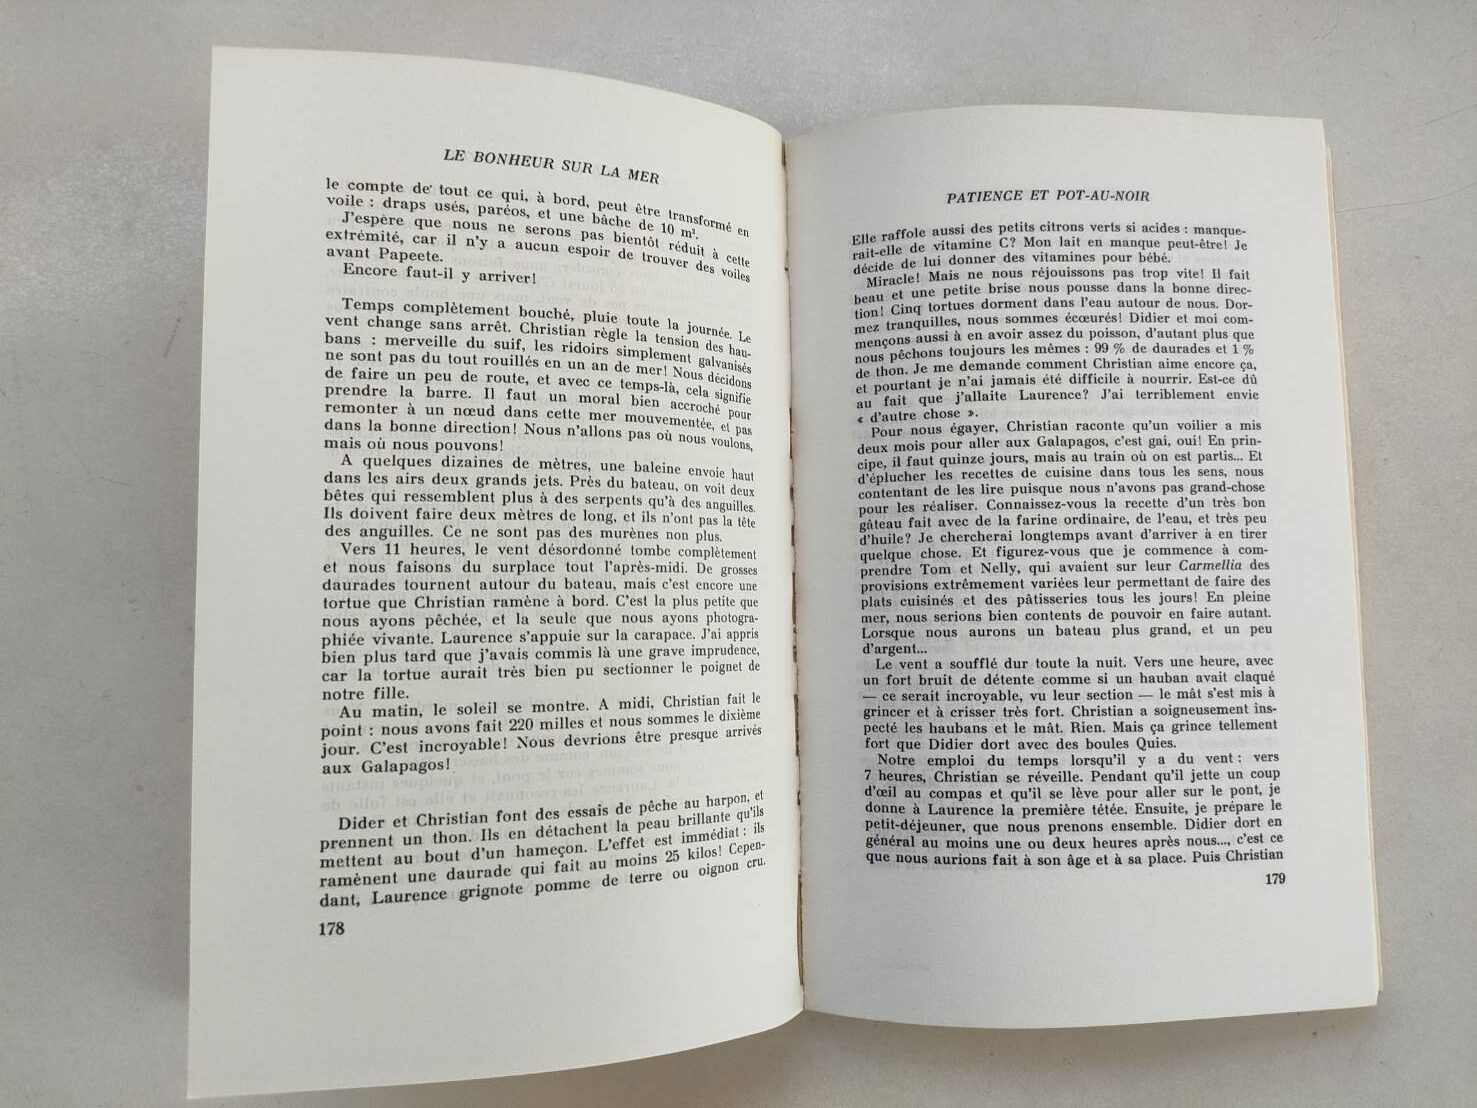 LE BONHEUR SUR LA MER
le compte de tout ce qui, à bord, peut être transformé en
voile : draps usés, paréos, et une bâche de 10 m².
J'espère que nous ne serons pas bientôt réduit à cette
extrémité, car il n'y a aucun espoir de trouver des voiles
avant Papeete.
Encore faut-il y arriver!
Temps complètement bouché, pluie toute la journée. Le
vent change sans arrêt. Christian règle la tension des hau-
bans : merveille du suif, les ridoirs simplement galvanisés
ne sont pas du tout rouillés en un an de mer! Nous décidons
de faire un peu de route, et avec ce temps-là, cela signifie
prendre la barre. Il faut un moral bien accroché pour
remonter à un nœud dans cette mer mouvementée, et pas
dans la bonne direction! Nous n'allons pas où nous voulons,
mais où nous pouvons!
A quelques dizaines de mètres, une baleine envoie haut
dans les airs deux grands jets. Près du bateau, on voit deux
bêtes qui ressemblent plus à des serpents qu'à des anguilles.
Ils doivent faire deux mètres de long, et ils n'ont pas la tête
des anguilles. Ce ne sont pas des murènes non plus.
Vers 11 heures, le vent désordonné tombe complètement
et nous faisons du surplace tout l'après-midi. De grosses
daurades tournent autour du bateau, mais c'est encore une
tortue que Christian ramène à bord. C'est la plus petite que
nous ayons pêchée, et la seule que nous ayons photogra-
phiée vivante. Laurence s'appuie sur la carapace. J'ai appris
bien plus tard que j'avais commis là une grave imprudence,
car la tortue aurait très bien pu sectionner le poignet de
notre fille.
Au matin, le soleil se montre. A midi, Christian fait le
point : nous avons fait 220 milles et nous sommes le dixième
jour. C'est incroyable! Nous devrions être presque arrivés
aux Galapagos!
Dider et Christian font des essais de pêche au harpon, et
prennent un thon. Ils en détachent la peau brillante qu'ils
mettent au bout d'un hameçon. L'effet est immédiat : ils
ramènent une daurade qui fait au moins 25 kilos! Cepen-
dant, Laurence grignote pomme de terre ou oignon cru.
178
PATIENCE ET POT-AU-NOIR
Elle raffole aussi des petits citrons verts si acides : manque-
rait-elle de vitamine C? Mon lait en manque peut-être! Je
décide de lui donner des vitamines pour bébé.
Miracle! Mais ne nous réjouissons pas trop vite! Il fait
beau et une petite brise nous pousse dans la bonne direc-
tion! Cinq tortues dorment dans l'eau autour de nous. Dor-
mez tranquilles, nous sommes écœurés! Didier et moi com-
mençons aussi à en avoir assez du poisson, d'autant plus que
nous pêchons toujours les mêmes : 99 % de daurades et 1 %
de thon. Je me demande comment Christian aime encore ça,
et pourtant je n'ai jamais été difficile à nourrir. Est-ce dû
au fait que j'allaite Laurence? J'ai terriblement envie
« d'autre chose ».
Pour nous égayer, Christian raconte qu'un voilier a mis
deux mois pour aller aux Galapagos, c'est gai, oui! En prin-
cipe, il faut quinze jours, mais au train où on est partis... Et
d'éplucher les recettes de cuisine dans tous les sens, nous
contentant de les lire puisque nous n'avons pas grand-chose
pour les réaliser. Connaissez-vous la recette d'un très bon
gâteau fait avec de la farine ordinaire, de l'eau, et très peu
d'huile? Je chercherai longtemps avant d'arriver à en tirer
quelque chose. Et figurez-vous que je commence à com-
prendre Tom et Nelly, qui avaient sur leur Carmellia des
provisions extrêmement variées leur permettant de faire des
plats cuisinés et des pâtisseries tous les jours! En pleine
mer, nous serions bien contents de pouvoir en faire autant.
Lorsque nous aurons un bateau plus grand, et un peu
d'argent...
Le vent a soufflé dur toute la nuit. Vers une heure, avec
un fort bruit de détente comme si un hauban avait claqué
— ce serait incroyable, vu leur section — le mât s'est mis à
grincer et à crisser très fort. Christian a soigneusement ins-
pecté les haubans et le mât. Rien. Mais ça grince tellement
fort que Didier dort avec des boules Quies.
Notre emploi du temps lorsqu'il y a du vent : vers
7 heures, Christian se réveille. Pendant qu'il jette un coup
d'œil au compas et qu'il se lève pour aller sur le pont, je
donne à Laurence la première tétée. Ensuite, je prépare le
petit-déjeuner, que nous prenons ensemble. Didier dort en
général au moins une ou deux heures après nous..., c'est ce
que nous aurions fait à son âge et à sa place. Puis Christian
179